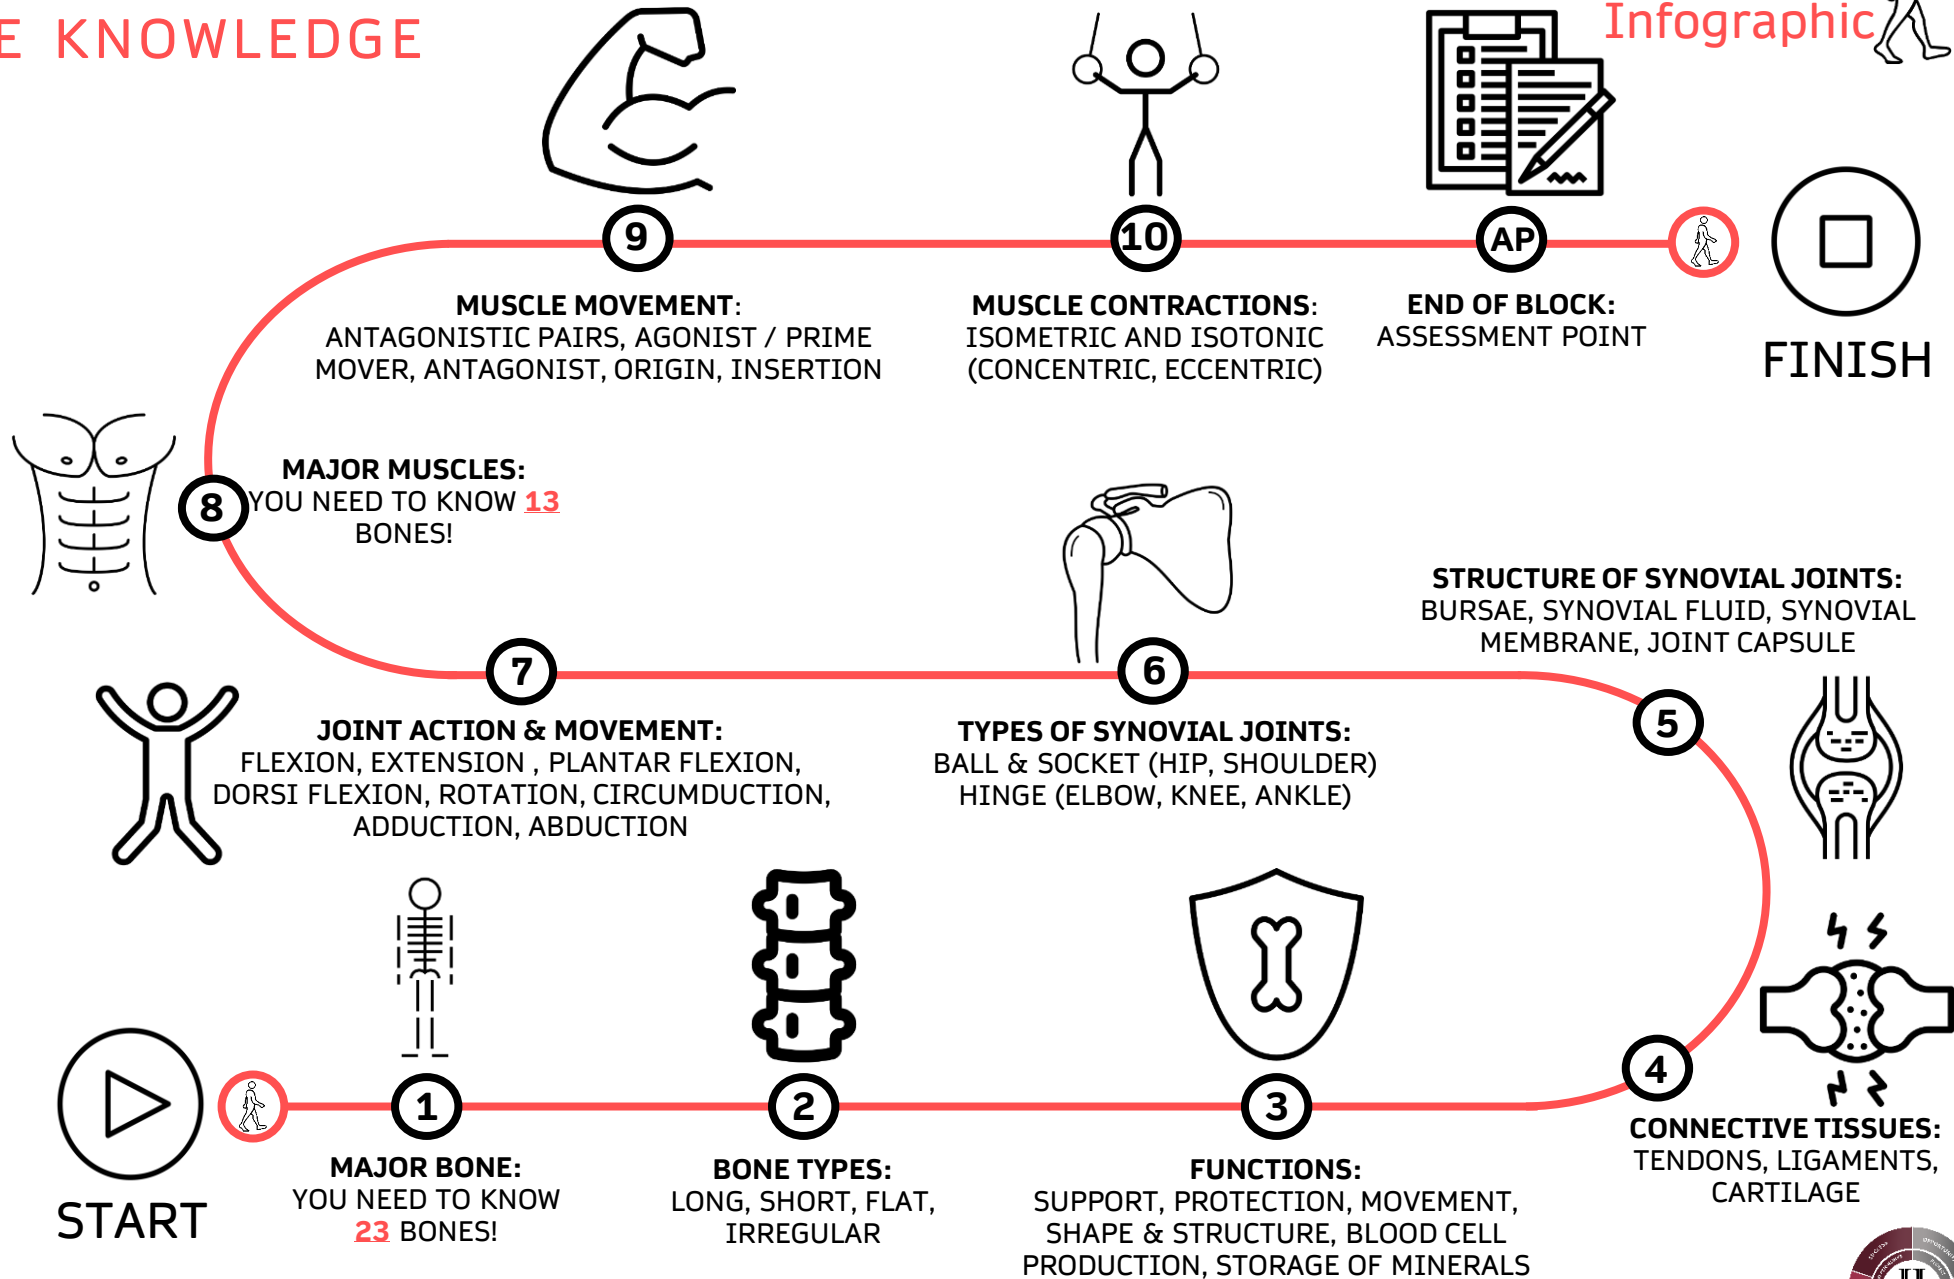 E KNOWLEDGE
Infographic
9
10
AP
MUSCLE MOVEMENT:
ANTAGONISTIC PAIRS, AGONIST / PRIME
MOVER, ANTAGONIST, ORIGIN, INSERTION
MUSCLE CONTRACTIONS:
ISOMETRIC AND ISOTONIC
(CONCENTRIC, ECCENTRIC)
END OF BLOCK:
ASSESSMENT POINT
FINISH
8
MAJOR MUSCLES:
YOU NEED TO KNOW 13
BONES!
STRUCTURE OF SYNOVIAL JOINTS:
BURSAE, SYNOVIAL FLUID, SYNOVIAL
MEMBRANE, JOINT CAPSULE
7
6
5
JOINT ACTION & MOVEMENT:
FLEXION, EXTENSION , PLANTAR FLEXION,
DORSI FLEXION, ROTATION, CIRCUMDUCTION,
ADDUCTION, ABDUCTION
TYPES OF SYNOVIAL JOINTS:
BALL & SOCKET (HIP, SHOULDER)
HINGE (ELBOW, KNEE, ANKLE)
START
1
2
3
4
MAJOR BONE:
YOU NEED TO KNOW
23 BONES!
BONE TYPES:
LONG, SHORT, FLAT,
IRREGULAR
FUNCTIONS:
SUPPORT, PROTECTION, MOVEMENT,
SHAPE & STRUCTURE, BLOOD CELL
PRODUCTION, STORAGE OF MINERALS
CONNECTIVE TISSUES:
TENDONS, LIGAMENTS,
CARTILAGE